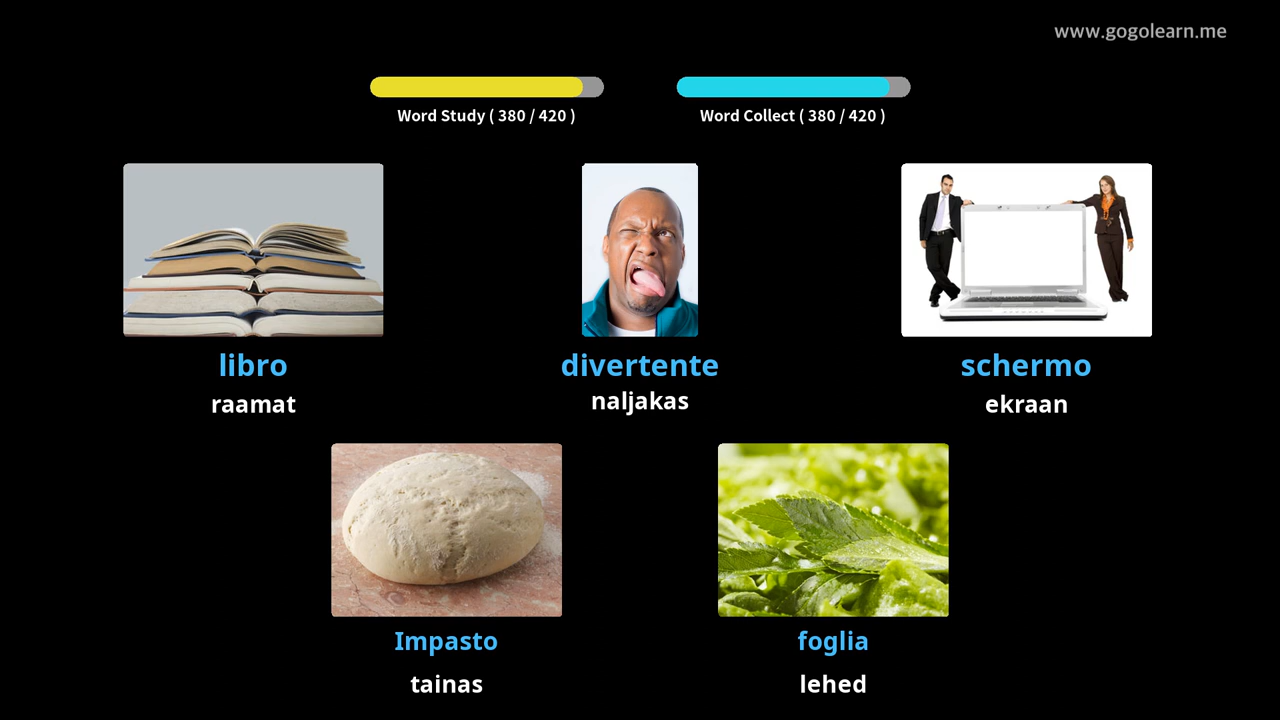 www.gogolearn.me
Word Study ( 380 / 420 )
Word Collect ( 380 / 420 )
libro
divertente
schermo
raamat
naljakas
ekraan
Impasto
foglia
tainas
lehed